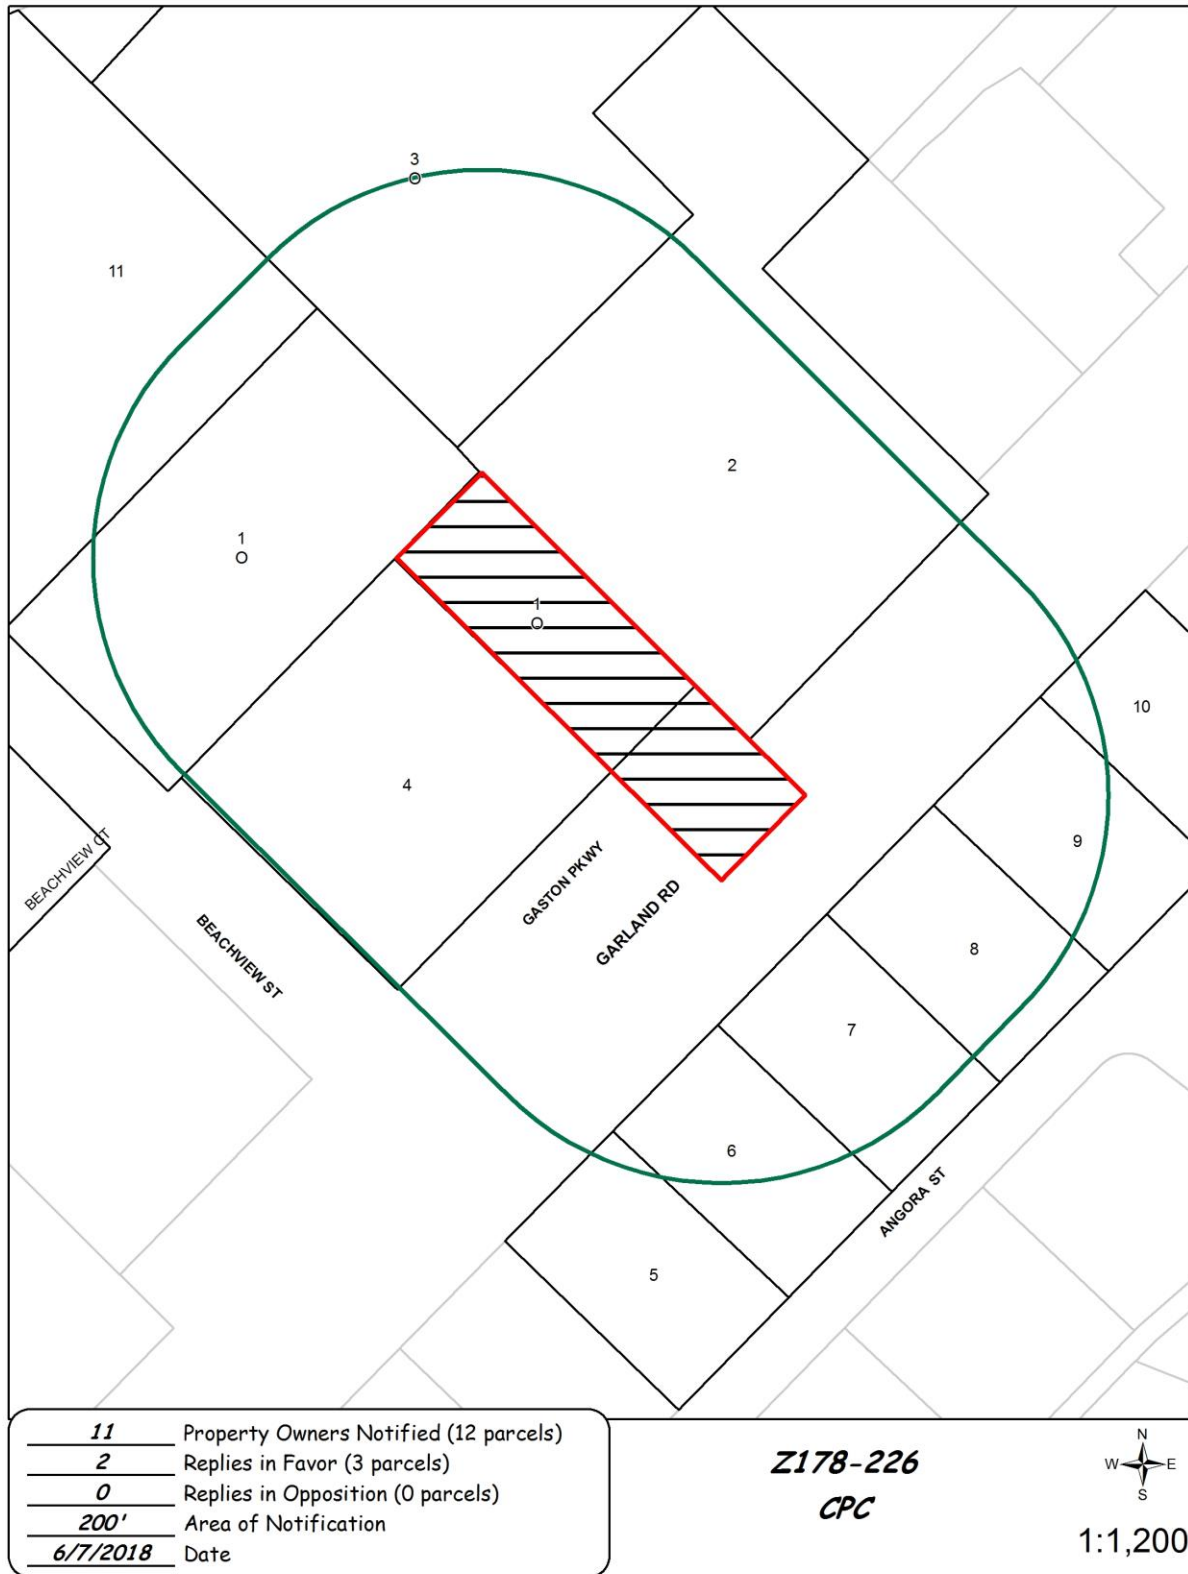 3
11
2
1
1
10
4
9
BEACHVIEW CT
GASTON PKWY
GARLAND RD
BEACHVIEW ST
8
7
6
ANGORA ST
5
11 Property Owners Notified (12 parcels)
2 Replies in Favor (3 parcels)
0 Replies in Opposition (0 parcels)
200' Area of Notification
6/7/2018 Date
Z178-226
CPC
N
W E
S
1:1,200